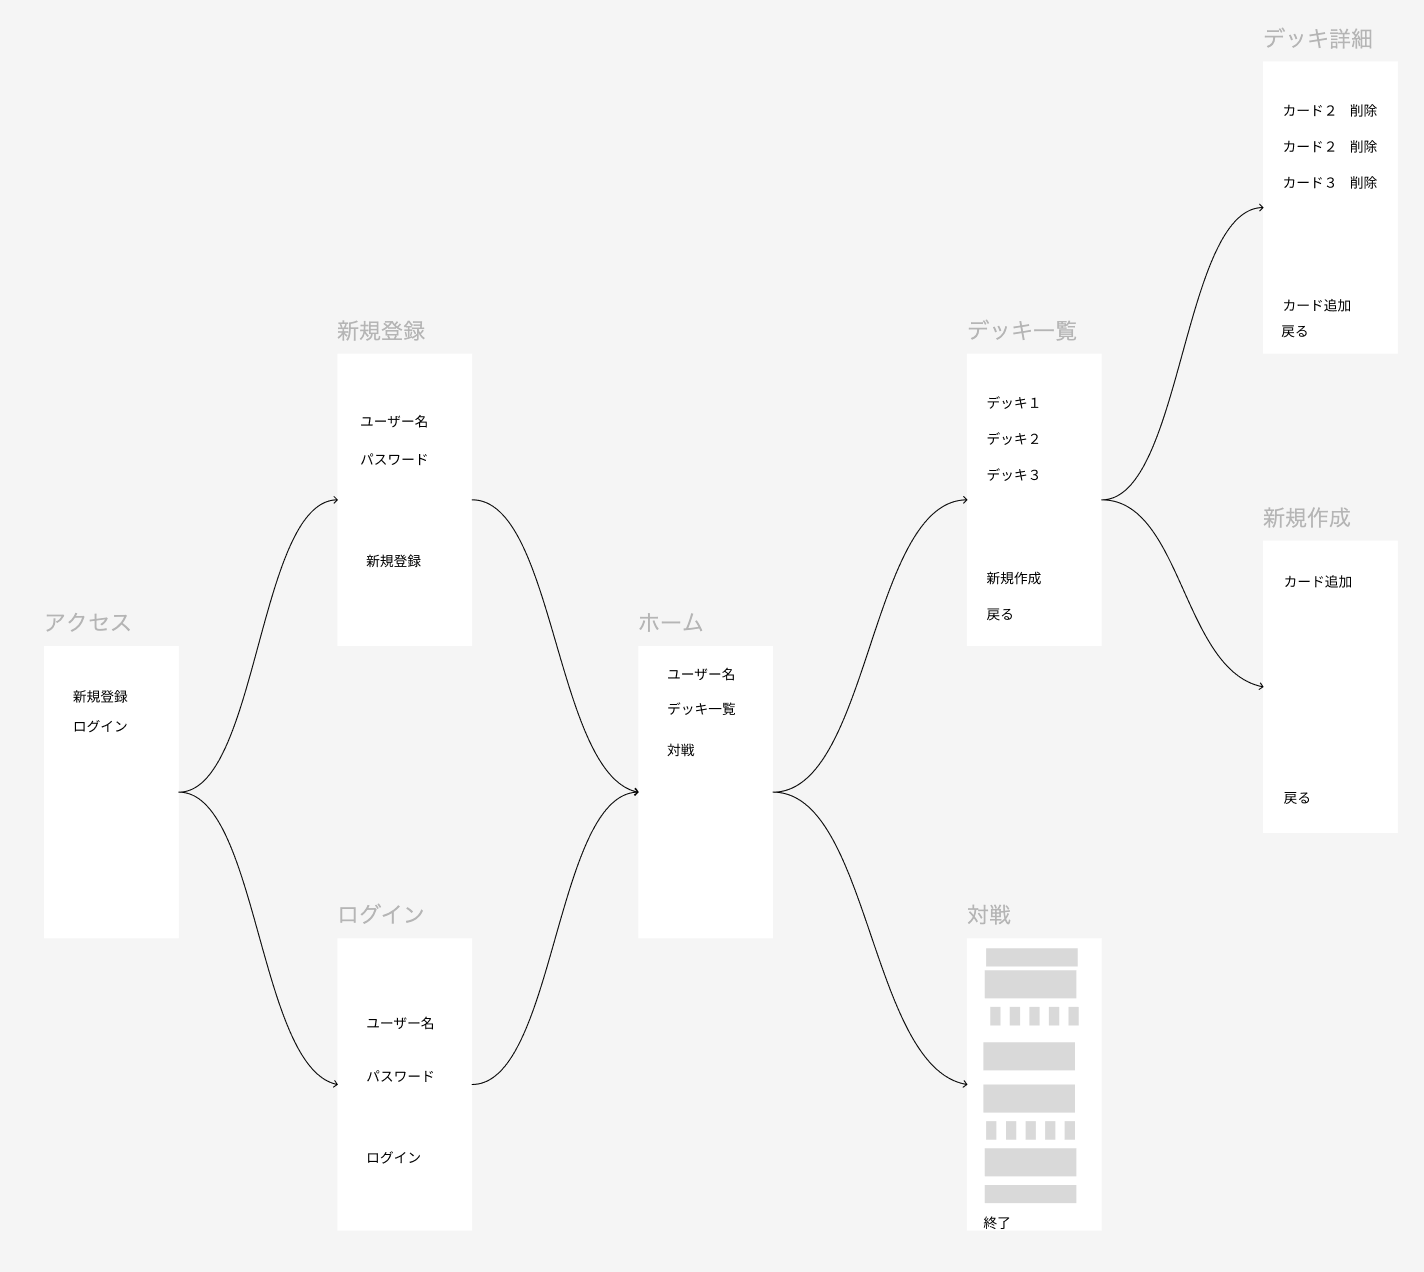 アクセス
新規登録
ログイン
新規登録
ユーザー名
パスワード
新規登録
ログイン
ユーザー名
パスワード
ログイン
ホーム
ユーザー名
デッキ一覧
対戦
デッキ一覧
デッキ１
デッキ２
デッキ３
新規作成
戻る
対戦
終了
デッキ詳細
カード２　削除
カード２　削除
カード３　削除
カード追加
戻る
新規作成
カード追加
戻る